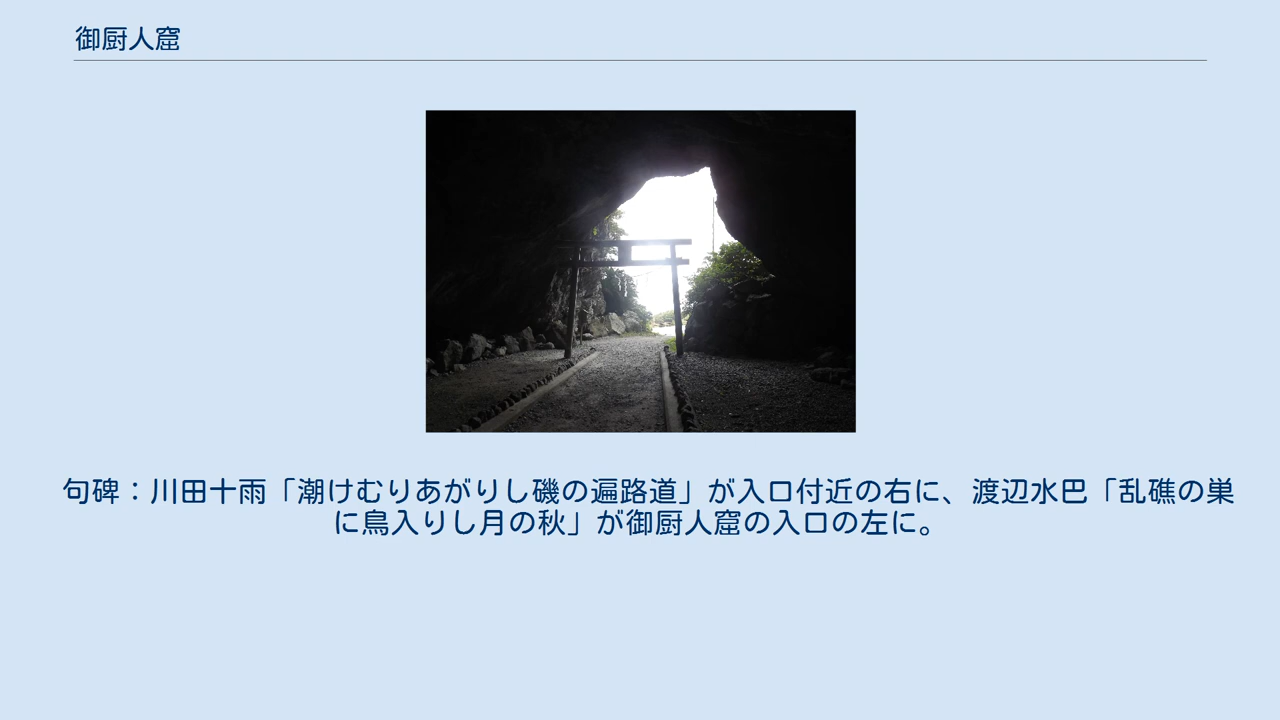 御厨人窟
句碑：川田十雨「潮けむりあがりし磯の遍路道」が入口付近の右に、渡辺水巴「乱礁の巣
に鳥入りし月の秋」が御厨人窟の入口の左に。